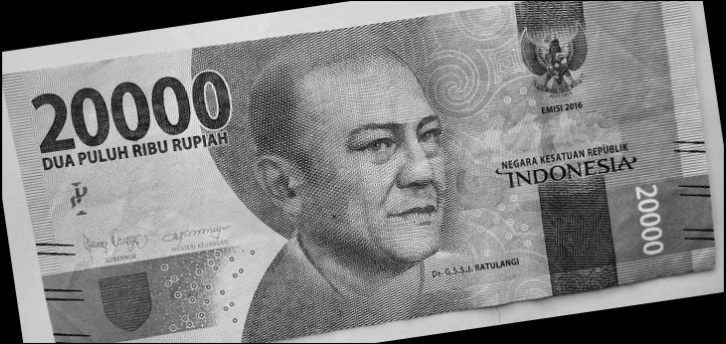 20000
DUA PULUH RIBU RUPIAH
EMISI 2016
NEGARA KESATUAN REPUBLIK
INDONESIA
20000
GUBERNUR
MENTERI KEUANGAN
Dr. G.S.S.J. RATULANGI